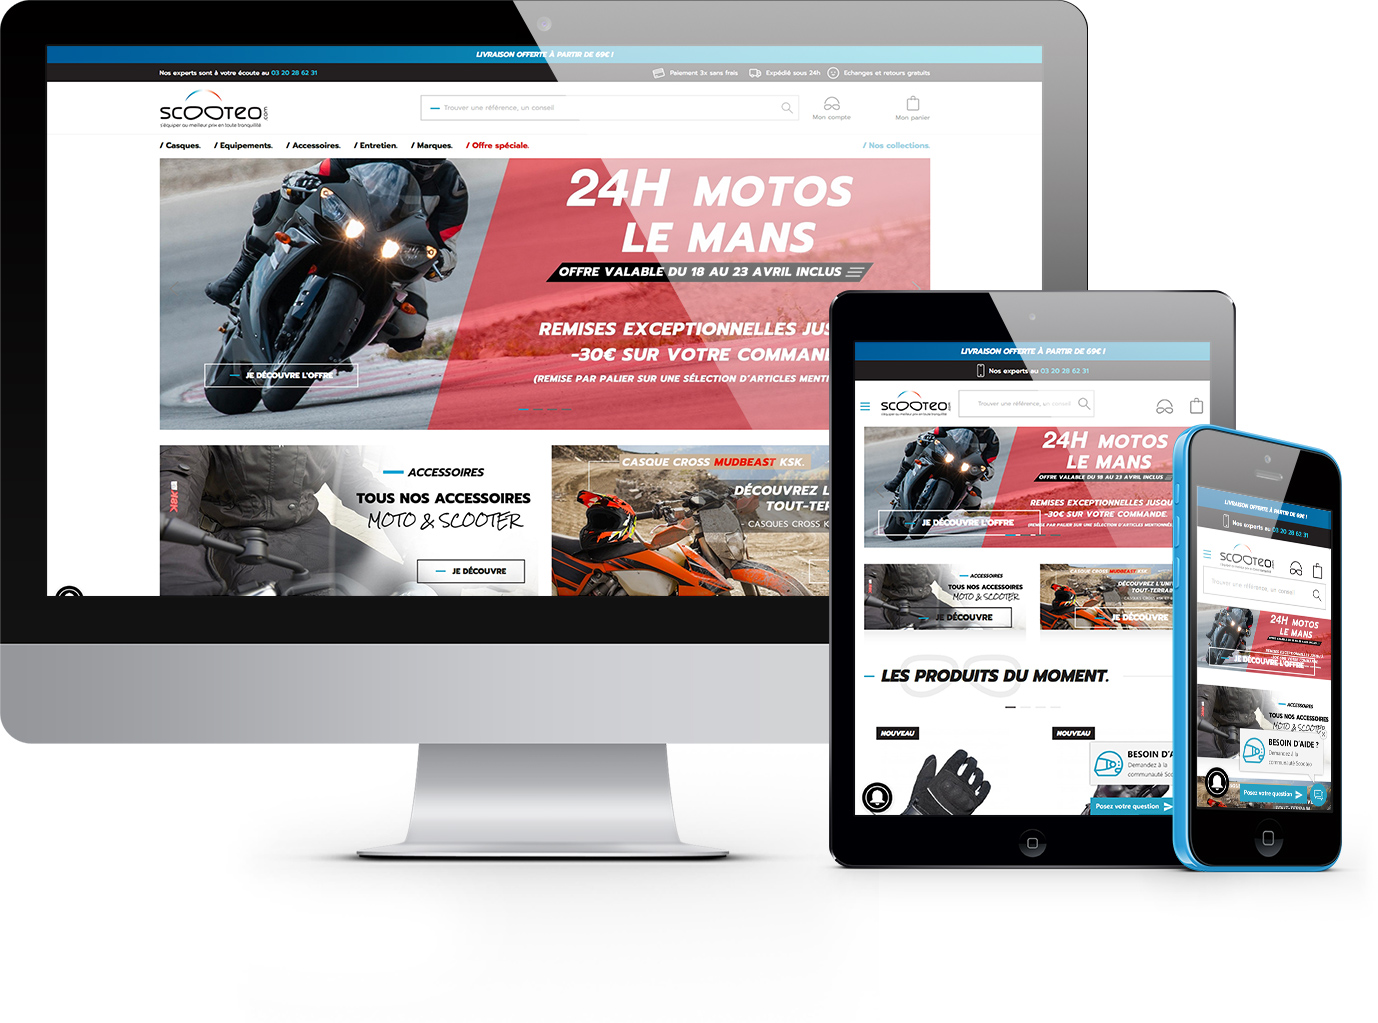 LIVRAISON OFFERTE À PARTIR DE 69€ !
Nos experts sont à votre écoute au 03 20 28 62 31
Paiement 3x sans frais
Expédié sous 24h
Echanges et retours gratuits
scooteo.com
s'équiper au meilleur prix en toute tranquillité
Trouver une référence, un conseil
Mon compte
Mon panier
/ Casques.
/ Equipements.
/ Accessoires.
/ Entretien.
/ Marques.
/ Offre spéciale.
/ Nos collections.
24H MOTOS
LE MANS
OFFRE VALABLE DU 18 AU 23 AVRIL INCLUS
REMISES EXCEPTIONNELLES JUS
-30€ SUR VOTRE COMMAND
(REMISE PAR PALIER SUR UNE SÉLECTION D'ARTICLES MENTI
JE DÉCOUVRE L'OFFRE
ACCESSOIRES
TOUS NOS ACCESSOIRES
MOTO & SCOOTER
JE DÉCOUVRE
CASQUE CROSS MUDBEAST KSK.
DÉCOUVREZ L
TOUT-TERR
- CASQUES CROSS K
LIVRAISON OFFERTE À PARTIR DE 69€ !
Nos experts au 03 20 28 62 31
scooteo
Trouver une référence, un conseil
24H MOTOS
LE MANS
OFFRE VALABLE DU 18 AU 23 AVRIL INCLUS
REMISES EXCEPTIONNELLES JUSQU
-30€ SUR VOTRE COMMANDE.
JE DÉCOUVRE L'OFFRE
ACCESSOIRES
TOUS NOS ACCESSOIRES
MOTO & SCOOTER
JE DÉCOUVRE
CASQUE CROSS MUDBEAST KSK.
DÉCOUVREZ L'UNI
TOUT-TERRA
JE DÉCOUVRE
LES PRODUITS DU MOMENT.
NOUVEAU
NOUVEAU
BESOIN D'A
Demandez à la
communauté Sco
Posez votre question
LIVRAISON OFFERTE À PARTIR DE 69€ !
Nos experts au 03 20 28 62 31
scooteo
Trouver une référence, un conseil
24H MOTOS
LE MANS
JE DÉCOUVRE L'OFFRE
ACCESSOIRES
TOUS NOS ACCESSOIRES
MOTO & SCOOTER
BESOIN D'AIDE ?
Demandez à la
communauté Scooteo
Posez votre question